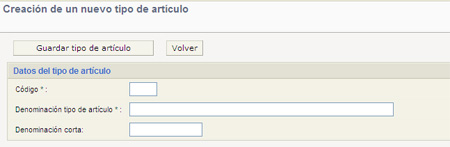 Creación de un nuevo tipo de artículo
Guardar tipo de artículo Volver
Datos del tipo de artículo
Código * :
Denominación tipo de artículo * :
Denominación corta: